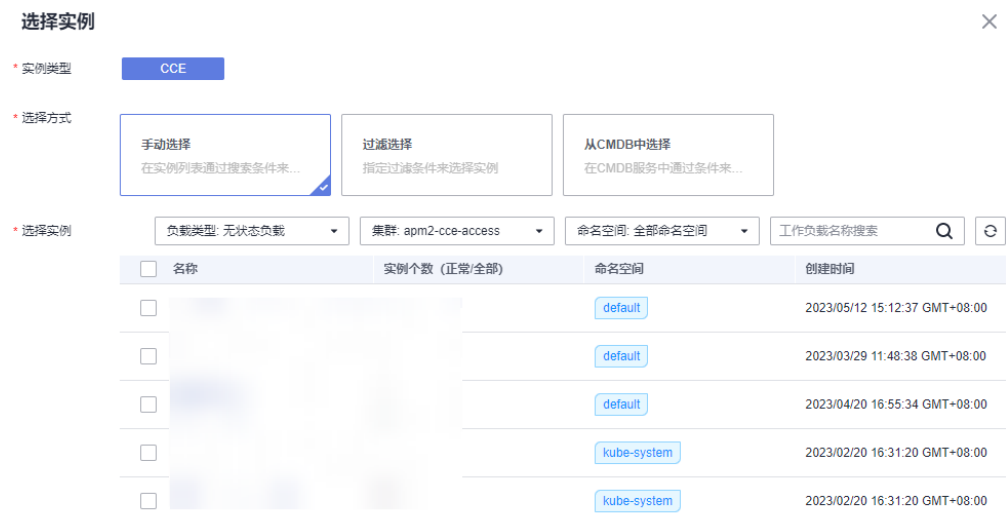 选择实例
* 实例类型 CCE
* 选择方式
手动选择 过滤选择 从CMDB中选择
在实例列表通过搜索条件来... 指定过滤条件来选择实例 在CMDB服务中通过条件来...
* 选择实例 负载类型: 无状态负载 集群: apm2-cce-access 命名空间: 全部命名空间 工作负载名称搜索
名称 实例个数 (正常/全部) 命名空间 创建时间
default 2023/05/12 15:12:37 GMT+08:00
default 2023/03/29 11:48:38 GMT+08:00
default 2023/04/20 16:55:34 GMT+08:00
kube-system 2023/02/20 16:31:20 GMT+08:00
kube-system 2023/02/20 16:31:20 GMT+08:00